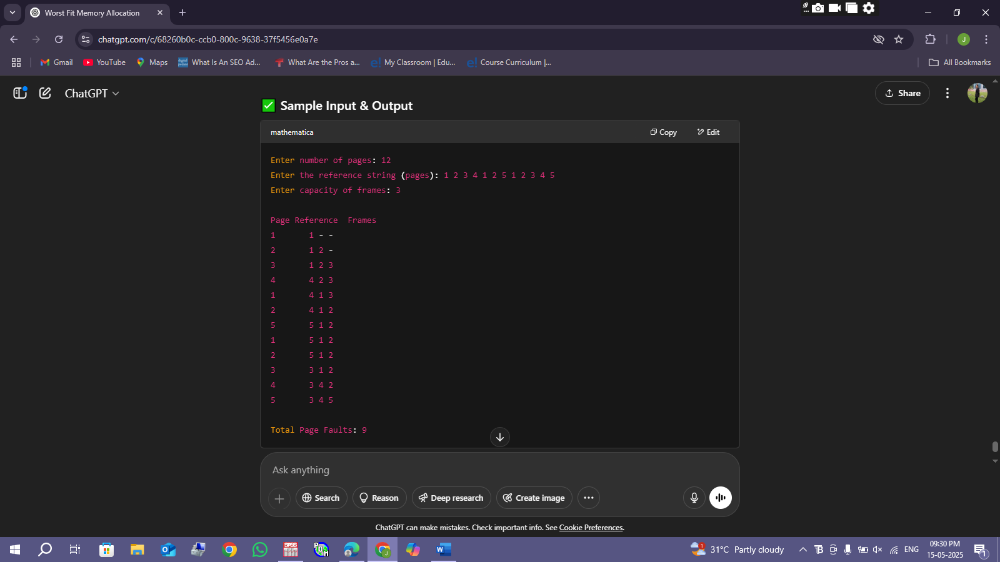 Worst Fit Memory Allocation
chatgpt.com/c/68260b0c-ccb0-800c-9638-37f5456e0a7e
J
Gmail
YouTube
Maps
What Is An SEO Ad...
What Are the Pros a...
My Classroom | Edu...
Course Curriculum |...
All Bookmarks
ChatGPT
Share
✅ Sample Input & Output
mathematica
Copy
Edit
Enter number of pages: 12
Enter the reference string (pages): 1 2 3 4 1 2 5 1 2 3 4 5
Enter capacity of frames: 3
Page Reference  Frames
1       1 - -
2       1 2 -
3       1 2 3
4       4 2 3
1       4 1 3
2       4 1 2
5       5 1 2
1       5 1 2
2       5 1 2
3       3 1 2
4       3 4 2
5       3 4 5
Total Page Faults: 9
Ask anything
Search
Reason
Deep research
Create image
ChatGPT can make mistakes. Check important info. See Cookie Preferences.
31°C Partly cloudy
ENG
09:30 PM
15-05-2025
1